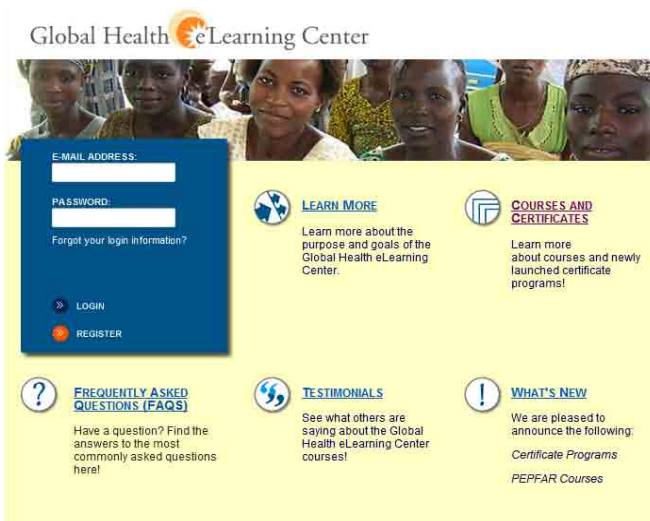 Global Health eLearning Center
E-MAIL ADDRESS:
PASSWORD:
Forgot your login information?
LOGIN
REGISTER
LEARN MORE
Learn more about the
purpose and goals of the
Global Health eLearning
Center.
COURSES AND
CERTIFICATES
Learn more
about courses and newly
launched certificate
programs!
?
FREQUENTLY ASKED
QUESTIONS (FAQS)
Have a question? Find the
answers to the most
commonly asked questions
here!
TESTIMONIALS
See what others are
saying about the Global
Health eLearning Center
courses!
!
WHAT'S NEW
We are pleased to
announce the following:
Certificate Programs
PEPFAR Courses